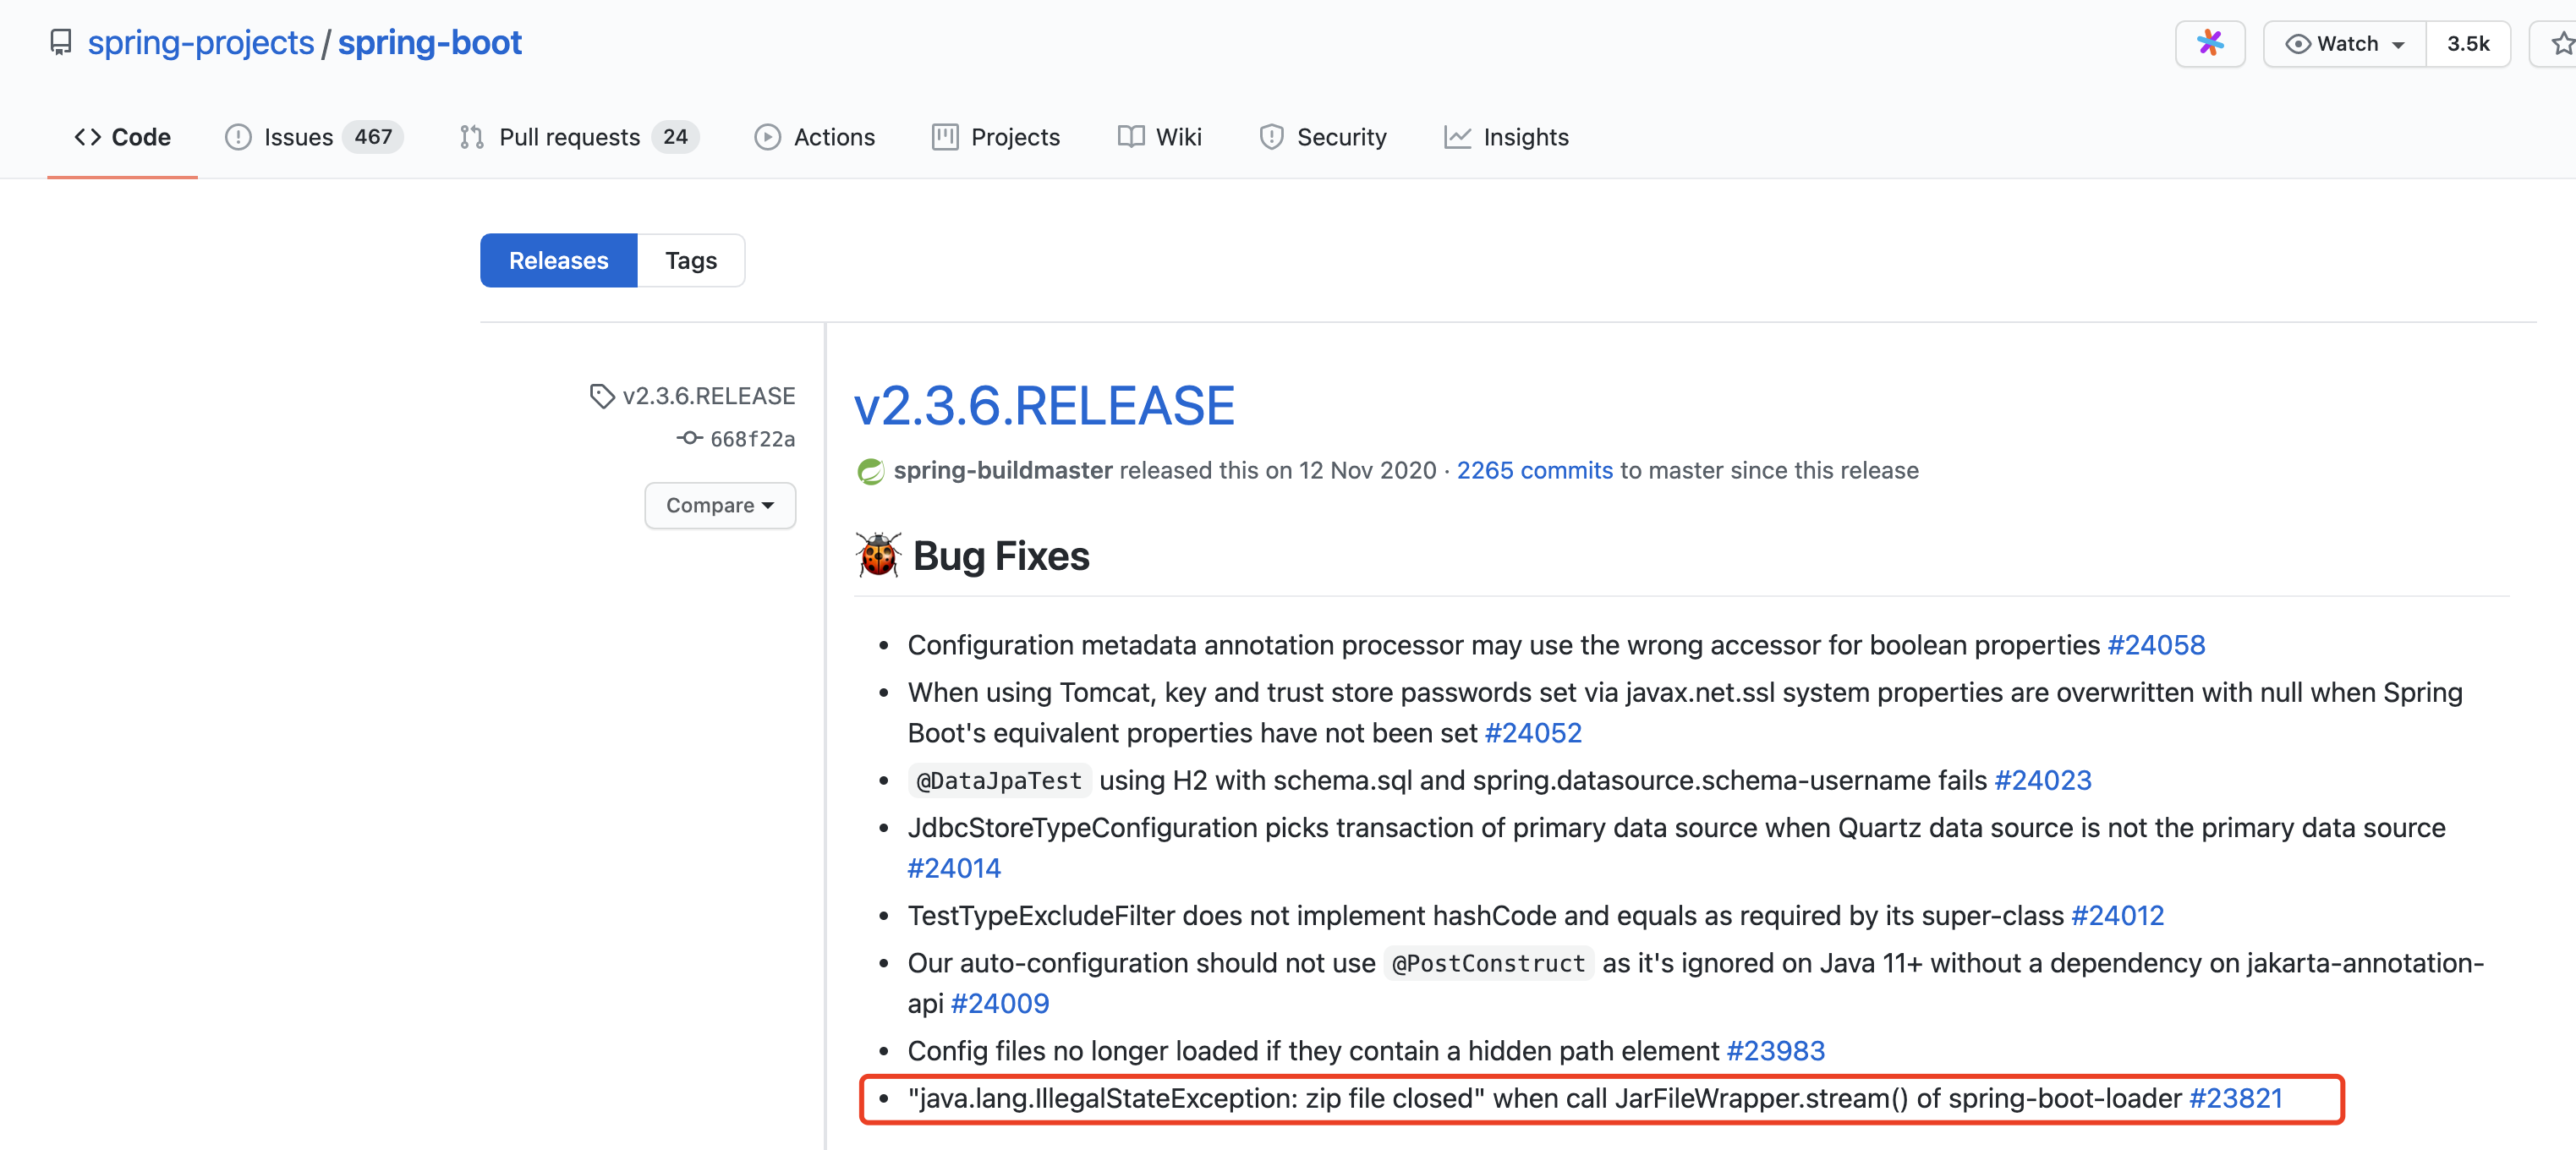 spring-projects / spring-boot
Watch 3.5k
Code Issues 467 Pull requests 24 Actions Projects Wiki Security Insights
Releases Tags
v2.3.6.RELEASE
668f22a
Compare
v2.3.6.RELEASE
spring-buildmaster released this on 12 Nov 2020 · 2265 commits to master since this release
Bug Fixes
• Configuration metadata annotation processor may use the wrong accessor for boolean properties #24058
• When using Tomcat, key and trust store passwords set via javax.net.ssl system properties are overwritten with null when Spring
Boot's equivalent properties have not been set #24052
• @DataJpaTest using H2 with schema.sql and spring.datasource.schema-username fails #24023
• JdbcStoreTypeConfiguration picks transaction of primary data source when Quartz data source is not the primary data source
#24014
• TestTypeExcludeFilter does not implement hashCode and equals as required by its super-class #24012
• Our auto-configuration should not use @PostConstruct as it's ignored on Java 11+ without a dependency on jakarta-annotation-
api #24009
• Config files no longer loaded if they contain a hidden path element #23983
• "java.lang.IllegalStateException: zip file closed" when call JarFileWrapper.stream() of spring-boot-loader #23821